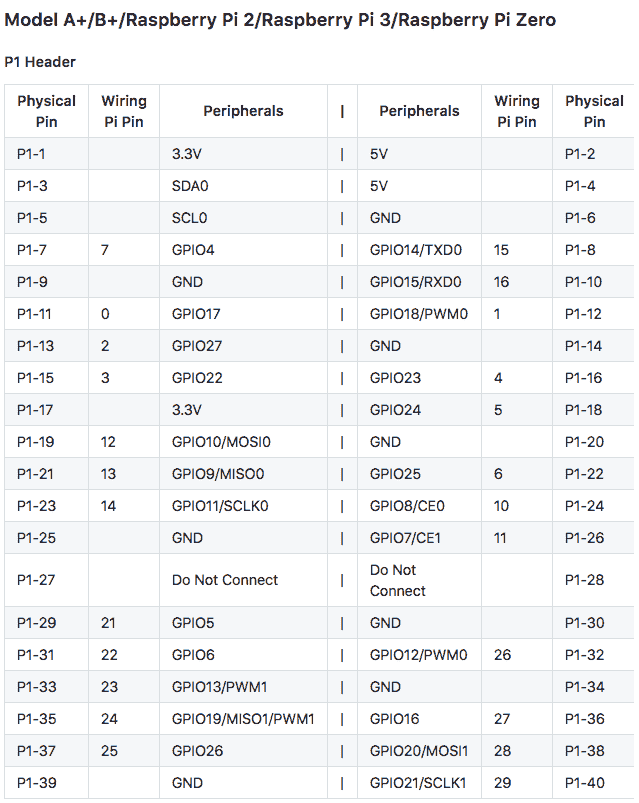 Model A+/B+/Raspberry Pi 2/Raspberry Pi 3/Raspberry Pi Zero
P1 Header
Physical Pin Wiring Pi Pin Peripherals | Peripherals Wiring Pi Pin Physical Pin
P1-1 3.3V | 5V P1-2
P1-3 SDA0 | 5V P1-4
P1-5 SCL0 | GND P1-6
P1-7 7 GPIO4 | GPIO14/TXD0 15 P1-8
P1-9 GND | GPIO15/RXD0 16 P1-10
P1-11 0 GPIO17 | GPIO18/PWM0 1 P1-12
P1-13 2 GPIO27 | GND P1-14
P1-15 3 GPIO22 | GPIO23 4 P1-16
P1-17 3.3V | GPIO24 5 P1-18
P1-19 12 GPIO10/MOSI0 | GND P1-20
P1-21 13 GPIO9/MISO0 | GPIO25 6 P1-22
P1-23 14 GPIO11/SCLK0 | GPIO8/CE0 10 P1-24
P1-25 GND | GPIO7/CE1 11 P1-26
P1-27 Do Not Connect | Do Not Connect P1-28
P1-29 21 GPIO5 | GND P1-30
P1-31 22 GPIO6 | GPIO12/PWM0 26 P1-32
P1-33 23 GPIO13/PWM1 | GND P1-34
P1-35 24 GPIO19/MISO1/PWM1 | GPIO16 27 P1-36
P1-37 25 GPIO26 | GPIO20/MOSI1 28 P1-38
P1-39 GND | GPIO21/SCLK1 29 P1-40